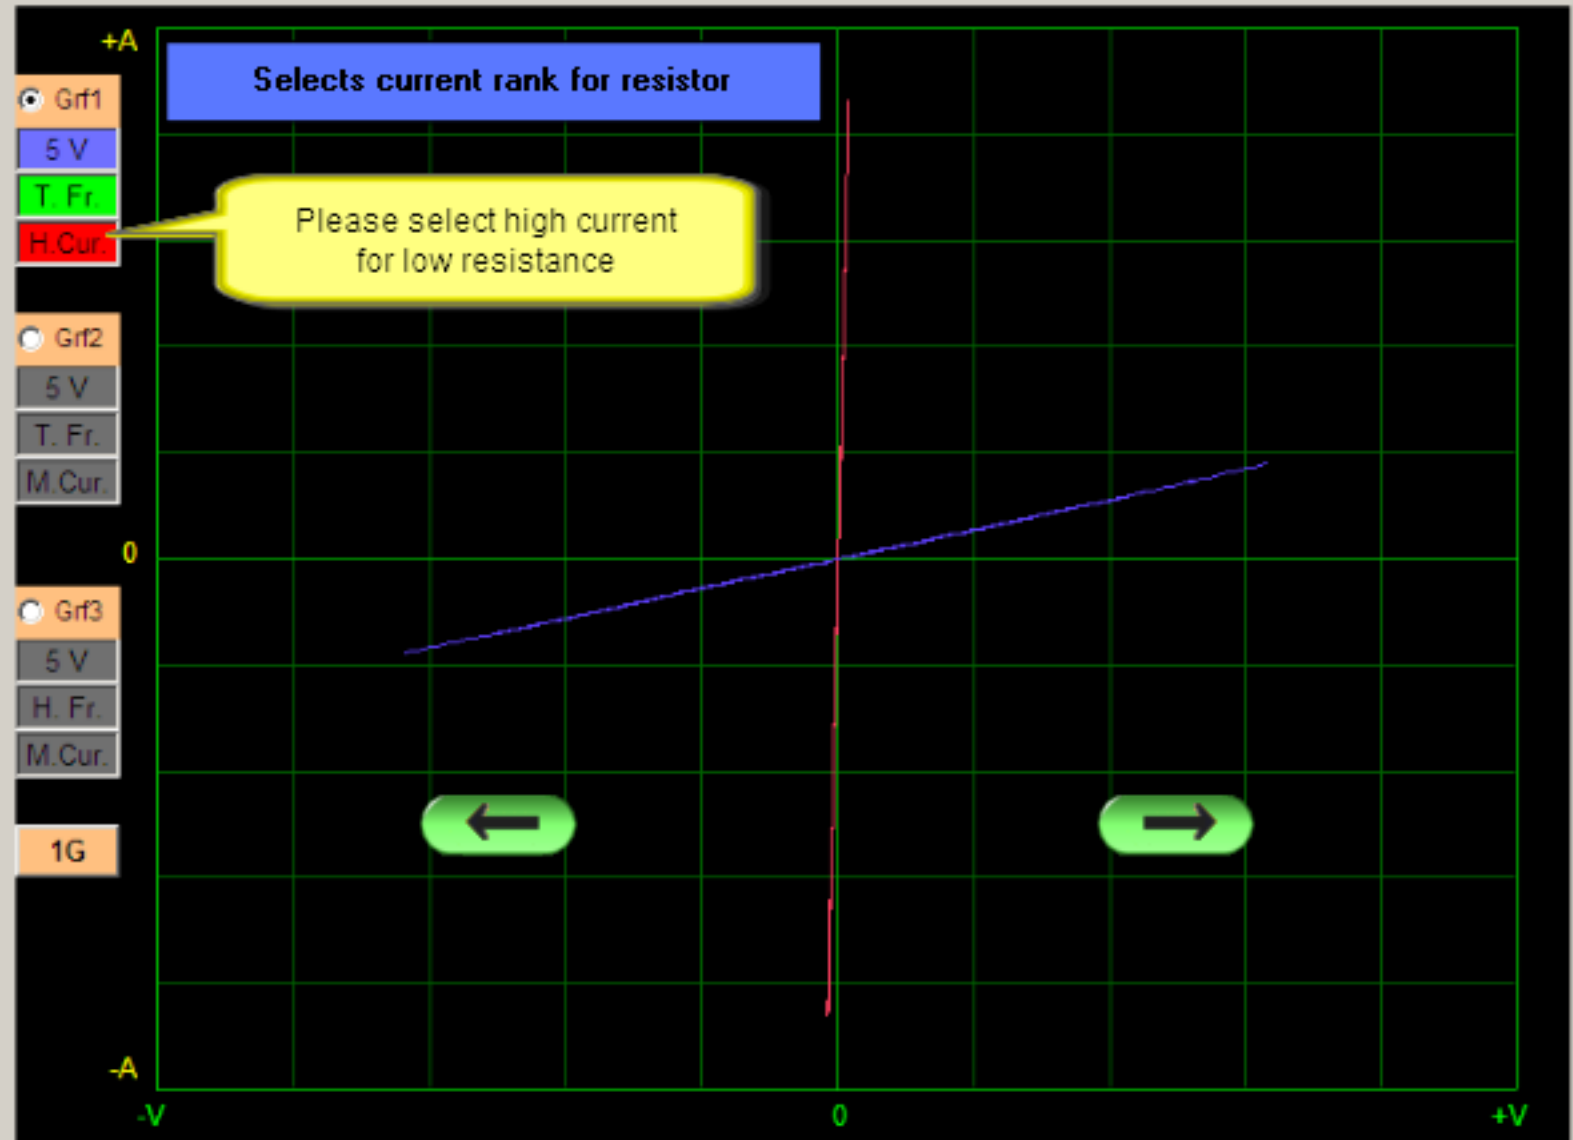 +A
Selects current rank for resistor
Grf1
5 V
T. Fr.
H.Cur.
Please select high current
for low resistance
Grf2
5 V
T. Fr.
M.Cur.
0
Grf3
5 V
H. Fr.
M.Cur.
1G
-A
-V
0
+V